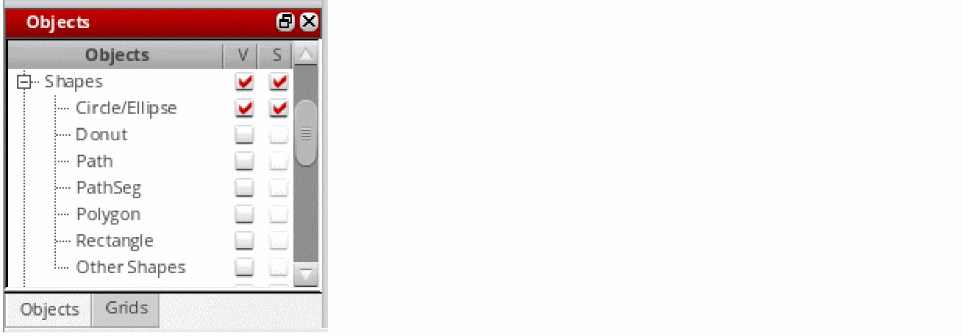 Objects
Objects V S
Shapes
Circle/Ellipse
Donut
Path
PathSeg
Polygon
Rectangle
Other Shapes
Objects Grids